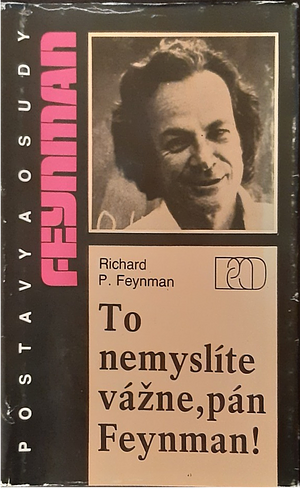 POSTAVY A OSUDY
FEYNMAN
Richard
P. Feynman
To
nemyslíte
vážne, pán
Feynman!